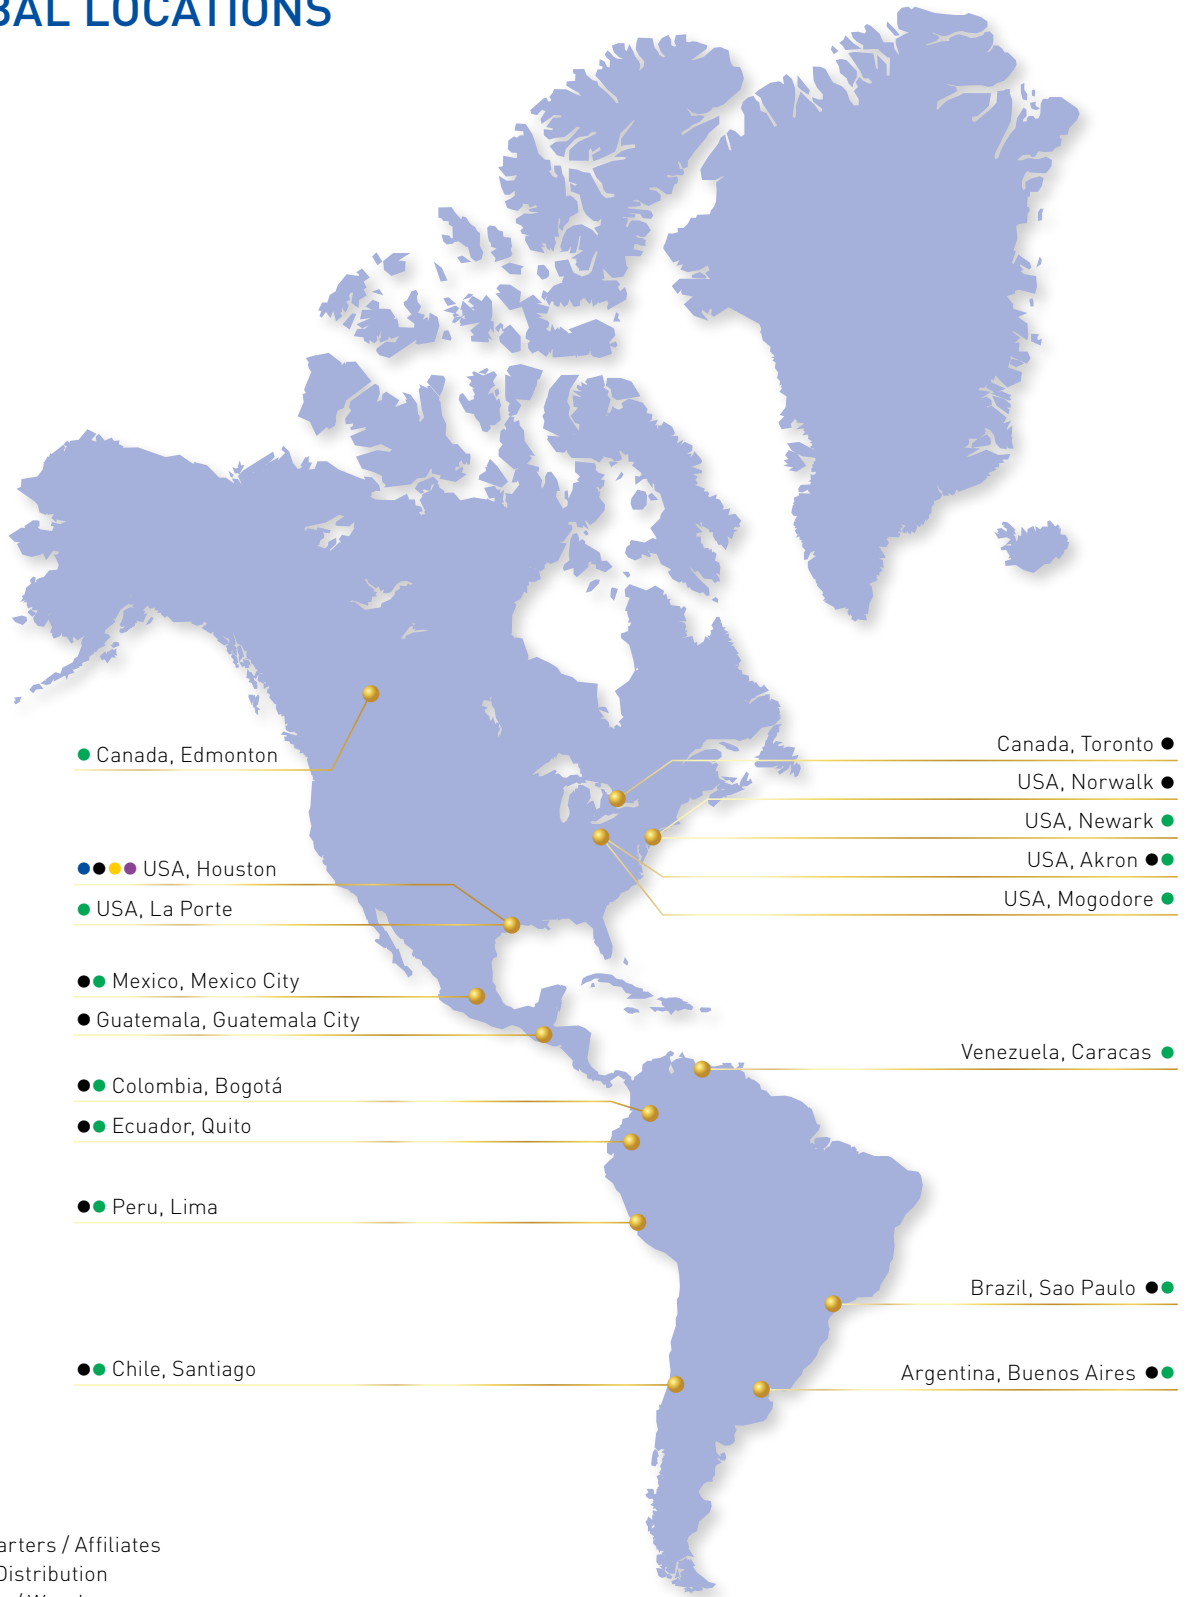 BAL LOCATIONS
Canada, Edmonton
USA, Houston
USA, La Porte
Mexico, Mexico City
Guatemala, Guatemala City
Colombia, Bogotá
Ecuador, Quito
Peru, Lima
Chile, Santiago
Canada, Toronto
USA, Norwalk
USA, Newark
USA, Akron
USA, Mogodore
Venezuela, Caracas
Brazil, Sao Paulo
Argentina, Buenos Aires
arters / Affiliates
Distribution